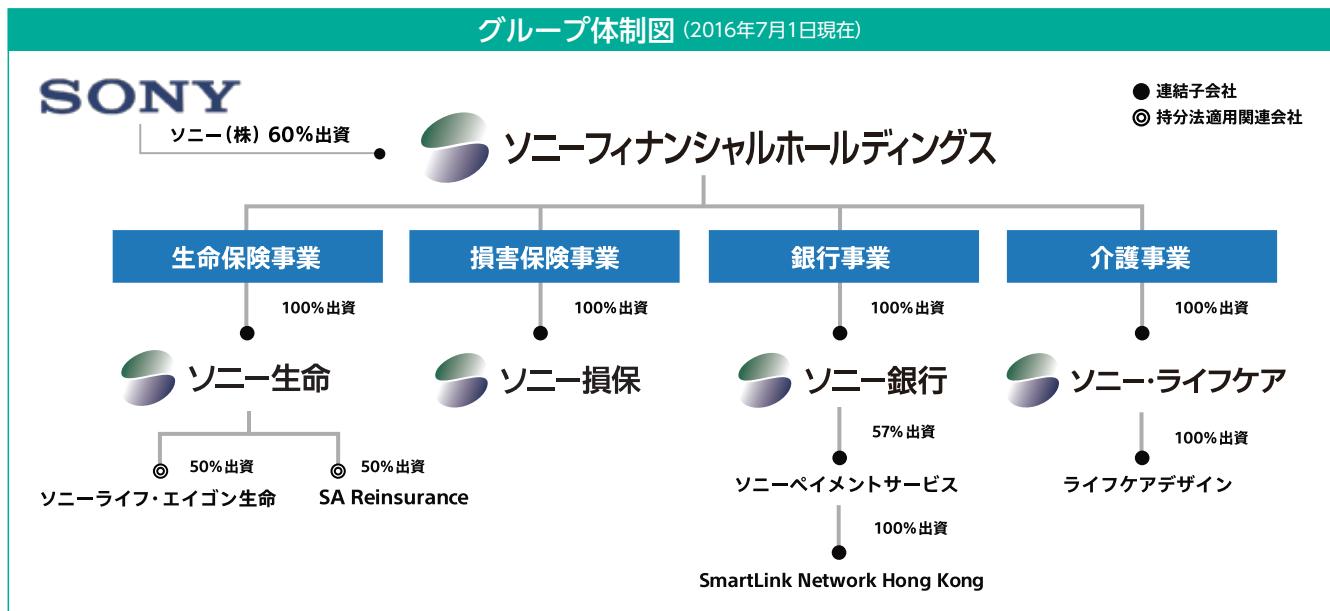 グループ体制図(2016年7月1日現在)
SONY
ソニー(株) 60%出資
ソニーフィナンシャルホールディングス
連結子会社
持分法適用関連会社
生命保険事業
損害保険事業
銀行事業
介護事業
100%出資
100%出資
100%出資
100%出資
ソニー生命
ソニー損保
ソニー銀行
ソニー・ライフケア
50%出資
50%出資
57%出資
100%出資
ソニーライフ・エイゴン生命
SA Reinsurance
ソニーペイメントサービス
ライフケアデザイン
100%出資
SmartLink Network Hong Kong